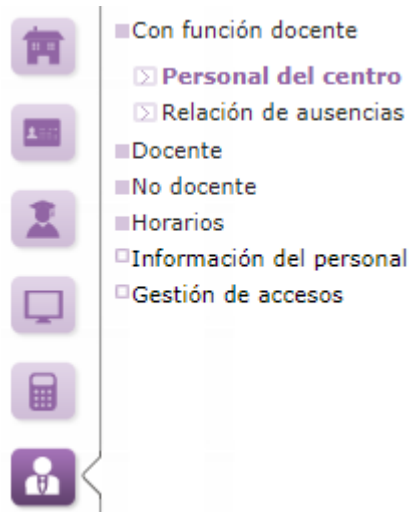 Con función docente
Personal del centro
Relación de ausencias
Docente
No docente
Horarios
Información del personal
Gestión de accesos